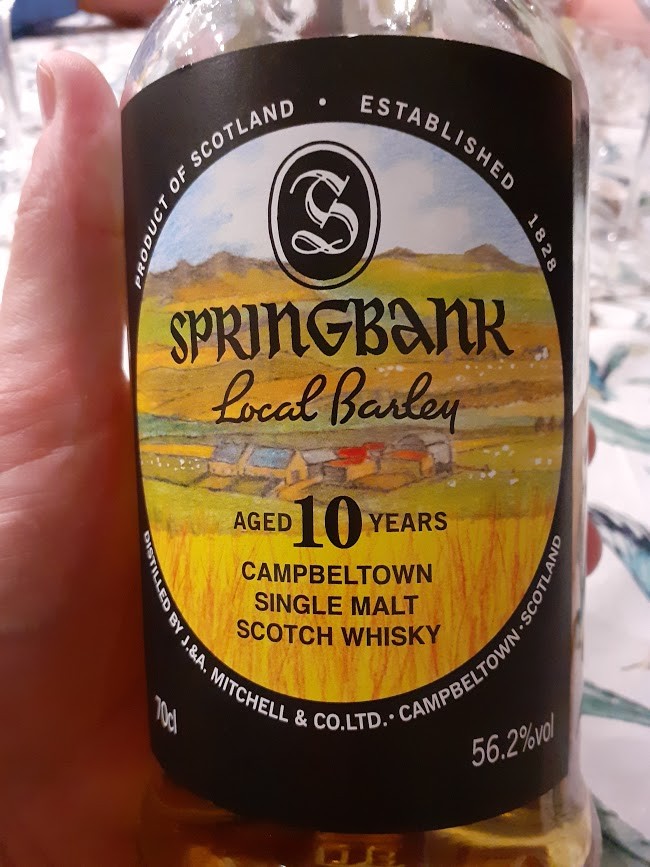 PRODUCT OF SCOTLAND • ESTABLISHED 1828
S
SPRINGBANK
Local Barley
AGED 10 YEARS
CAMPBELTOWN
SINGLE MALT
SCOTCH WHISKY
DISTILLED BY J.&A. MITCHELL & CO.LTD. • CAMPBELTOWN • SCOTLAND
70cl
56.2%vol